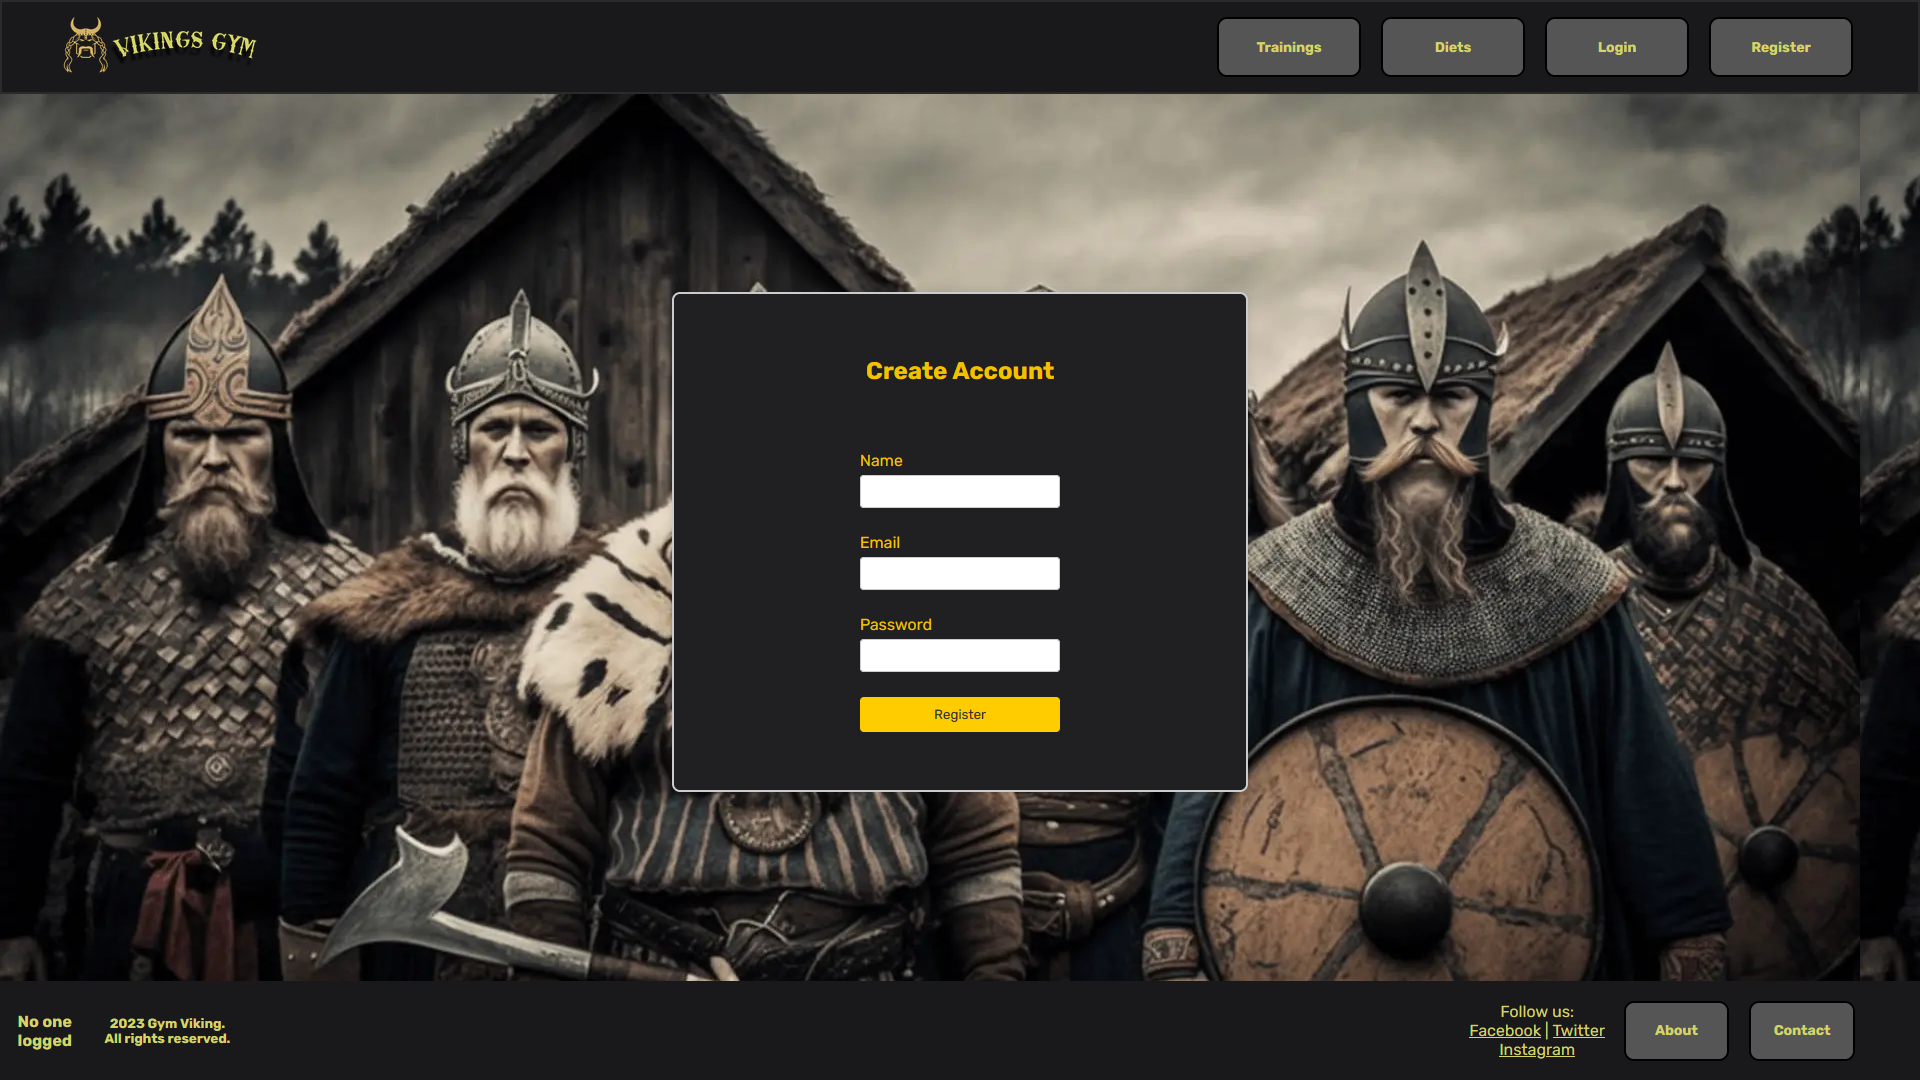 VIKINGS GYM
Trainings
Diets
Login
Register
Create Account
Name
Email
Password
Register
No one
logged
2023 Gym Viking.
All rights reserved.
Follow us:
Facebook | Twitter
Instagram
About
Contact